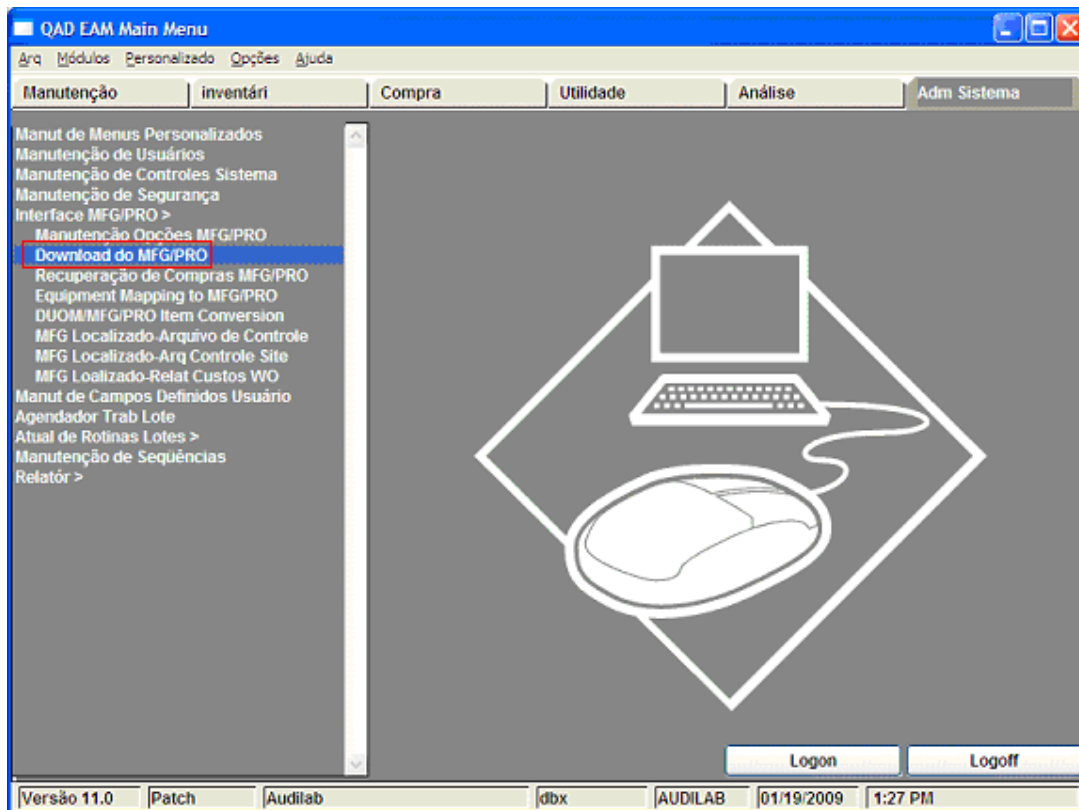 QAD EAM Main Menu
Arq Módulos Personalizado Opções Ajuda
Manutenção inventári Compra Utilidade Análise Adm Sistema
Manut de Menus Personalizados
Manutenção de Usuários
Manutenção de Controles Sistema
Manutenção de Segurança
Interface MFG/PRO >
Manutenção Opções MFG/PRO
Download do MFG/PRO
Recuperação de Compras MFG/PRO
Equipment Mapping to MFG/PRO
DUOM/MFG/PRO Item Conversion
MFG Localizado-Arquivo de Controle
MFG Localizado-Arq Controle Site
MFG Loalizado-Relat Custos WO
Manut de Campos Definidos Usuário
Agendador Trab Lote
Atual de Rotinas Lotes >
Manutenção de Seqüências
Relatór >
Logon Logoff
Versão 11.0 Patch Audilab dbx AUDILAB 01/19/2009 1:27 PM